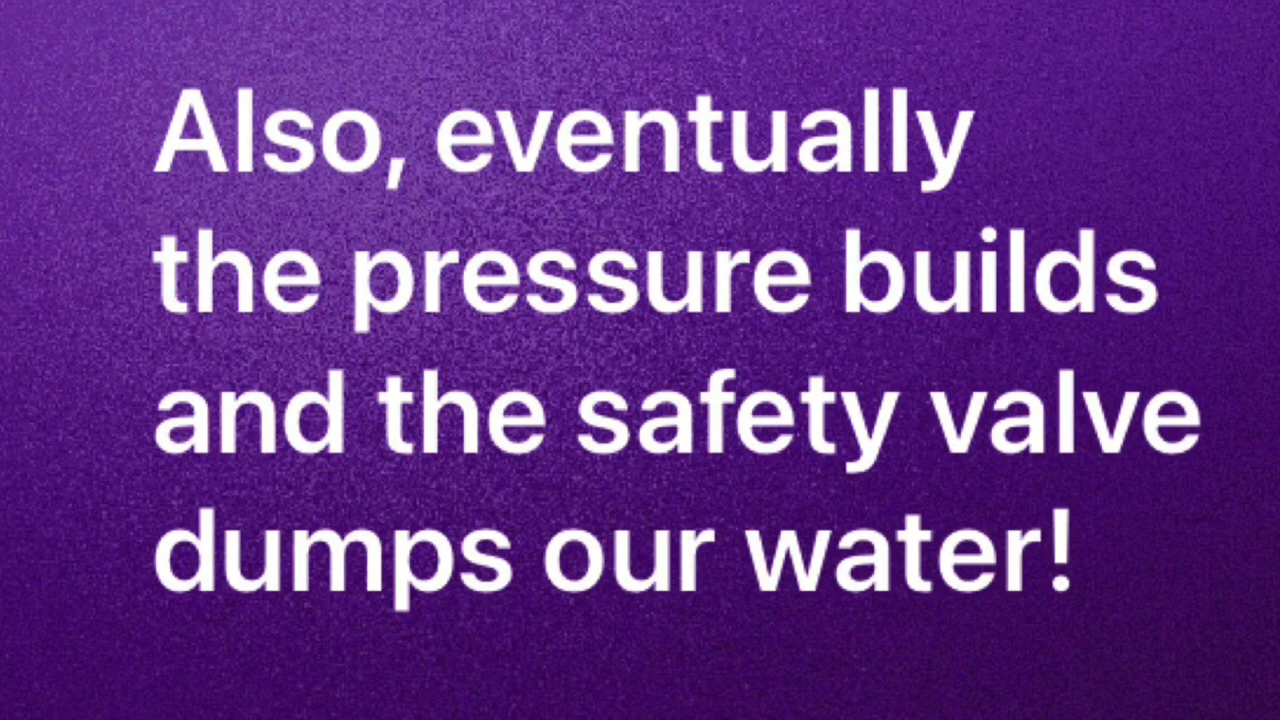 Also, eventually
the pressure builds
and the safety valve
dumps our water!